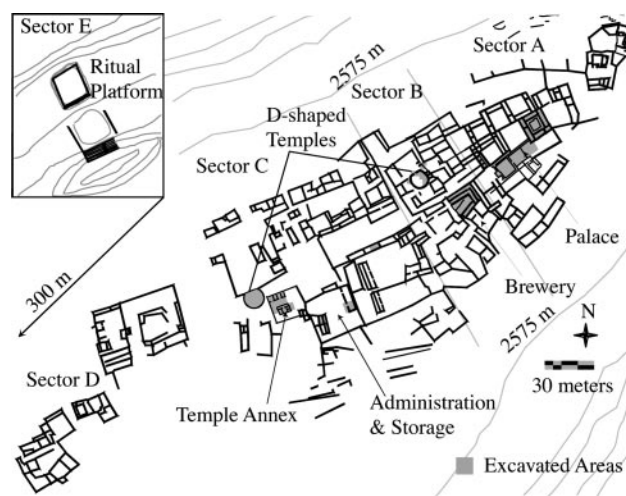 Sector E
Ritual
Platform
300 m
2575 m
Sector A
Sector B
D-shaped
Temples
Sector C
Palace
Brewery
2575 m
N
30 meters
Sector D
Temple Annex
Administration
& Storage
Excavated Areas